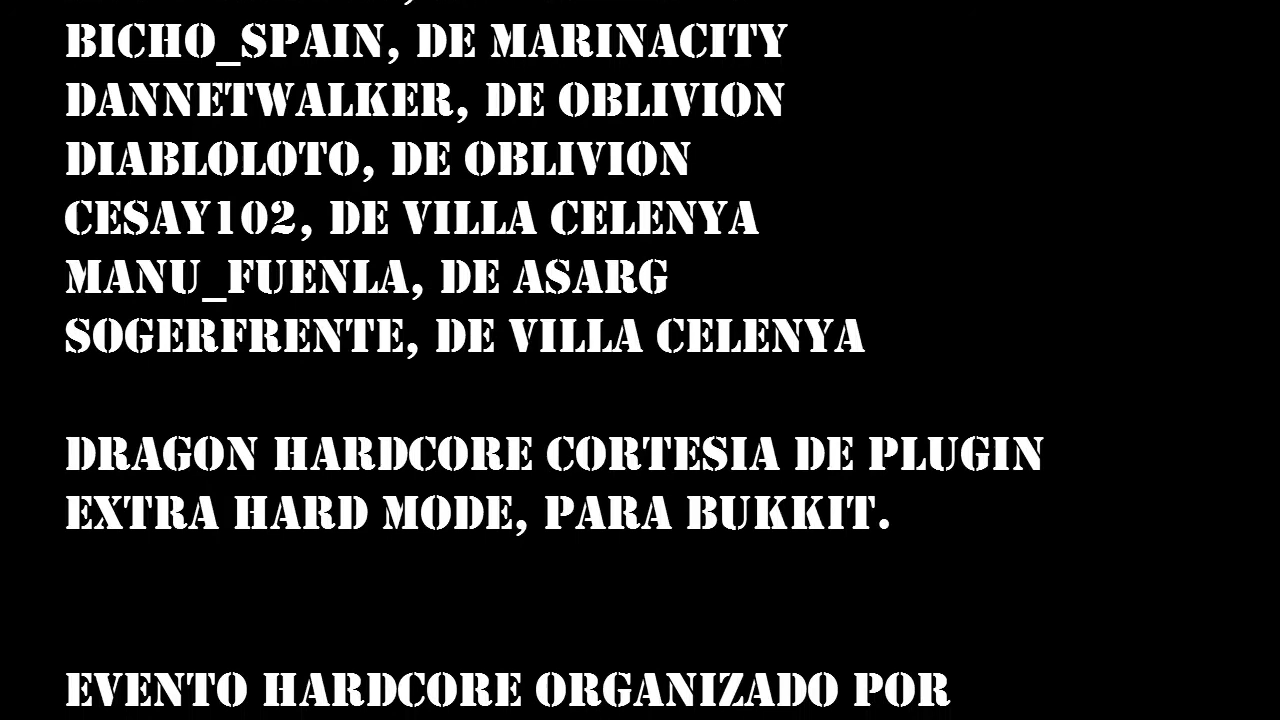 BICHO_SPAIN, DE MARINACITY
DANNETWALKER, DE OBLIVION
DIABLOLOTO, DE OBLIVION
CESAY102, DE VILLA CELENYA
MANU_FUENLA, DE ASARG
SOGERFRENTE, DE VILLA CELENYA
DRAGON HARDCORE CORTESIA DE PLUGIN
EXTRA HARD MODE, PARA BUKKIT.
EVENTO HARDCORE ORGANIZADO POR